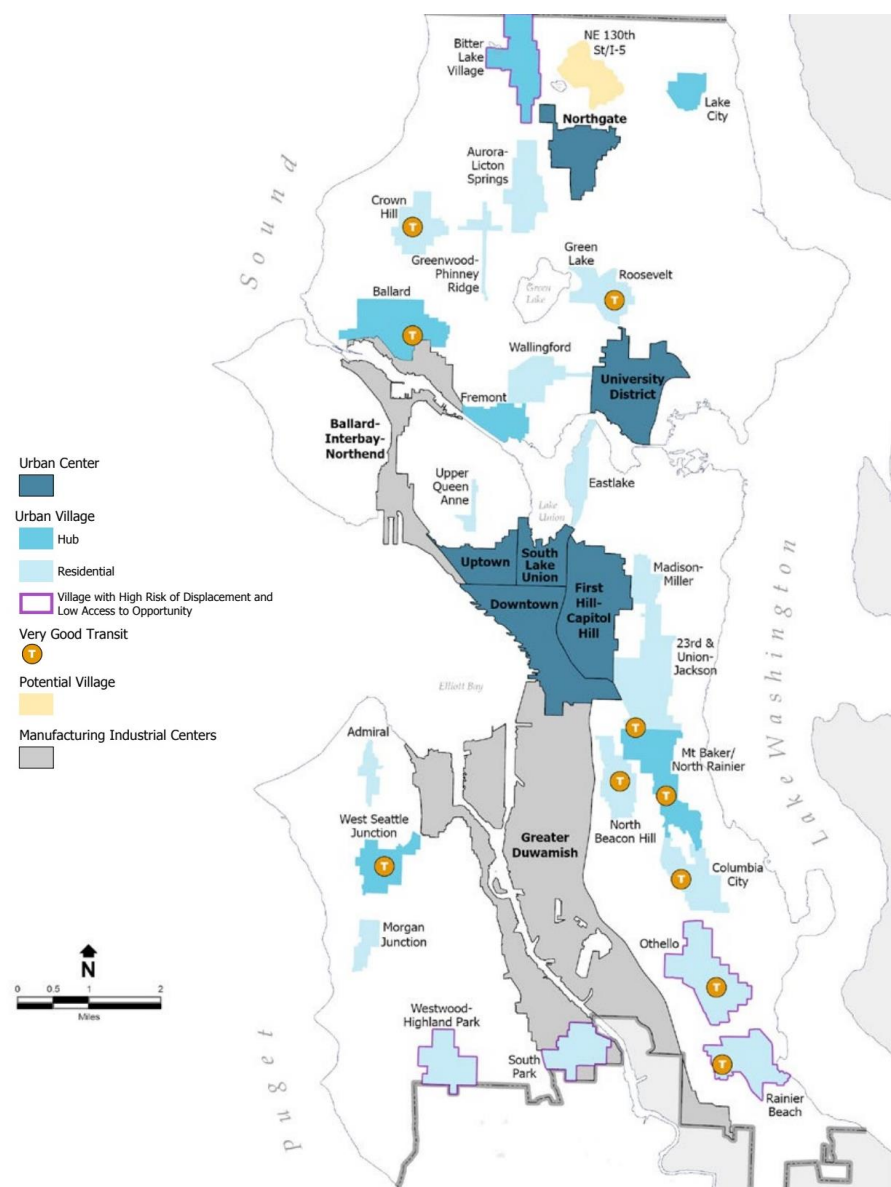 Bitter
Lake
Village
NE 130th
St/I-5
Lake
City
Northgate
Aurora-
Licton
Springs
Crown
Hill
T
Greenwood-
Phinney
Ridge
Green
Lake
Green
Lake
Roosevelt
T
Ballard
T
Wallingford
University
District
Fremont
Ballard-
Interbay-
Northend
Upper
Queen
Anne
Eastlake
Lake
Union
Uptown
South
Lake
Union
Downtown
First
Hill-
Capitol
Hill
Madison-
Miller
23rd &
Union-
Jackson
Elliott Bay
T
Mt Baker/
North Rainier
T
T
North
Beacon Hill
Admiral
West Seattle
Junction
T
Greater
Duwamish
Columbia
City
T
Morgan
Junction
Othello
T
Westwood-
Highland Park
South
Park
T
Rainier
Beach
Puget
Sound
Lake Washington
Urban Center
Urban Village
Hub
Residential
Village with High Risk of Displacement and
Low Access to Opportunity
Very Good Transit
T
Potential Village
Manufacturing Industrial Centers
N
0 0.5 1 2
Miles